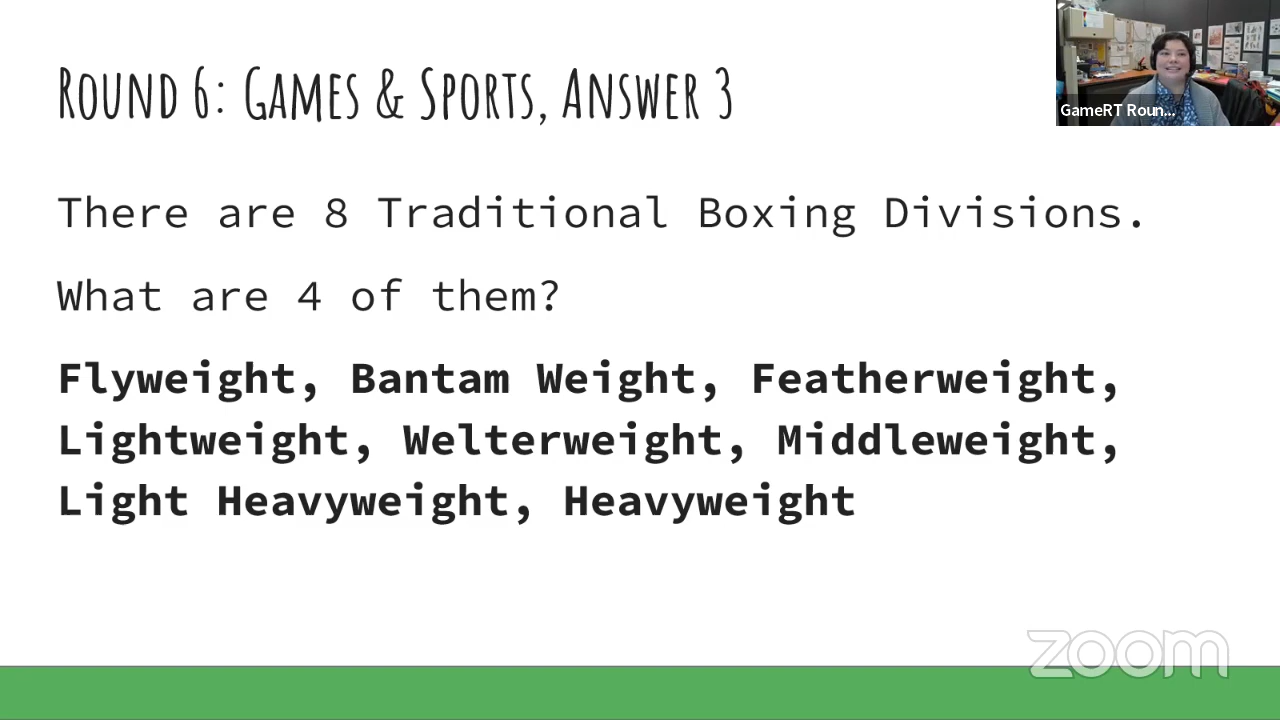 Round 6: Games & Sports, Answer 3
GameRT Roun...
There are 8 Traditional Boxing Divisions.
What are 4 of them?
Flyweight, Bantam Weight, Featherweight,
Lightweight, Welterweight, Middleweight,
Light Heavyweight, Heavyweight
zoom